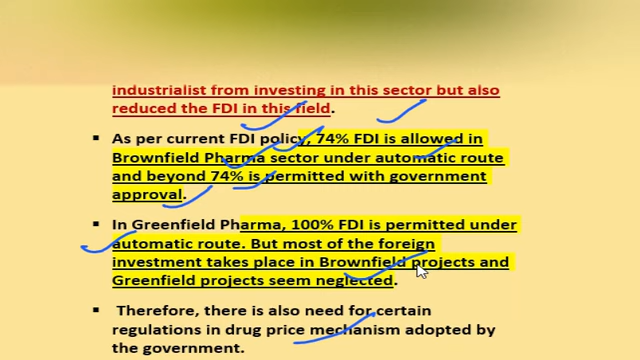 industrialist from investing in this sector but also
reduced the FDI in this field.
▪ As per current FDI policy, 74% FDI is allowed in
Brownfield Pharma sector under automatic route
and beyond 74% is permitted with government
approval.
▪ In Greenfield Pharma, 100% FDI is permitted under
automatic route. But most of the foreign
investment takes place in Brownfield projects and
Greenfield projects seem neglected.
▪ Therefore, there is also need for certain
regulations in drug price mechanism adopted by
the government.